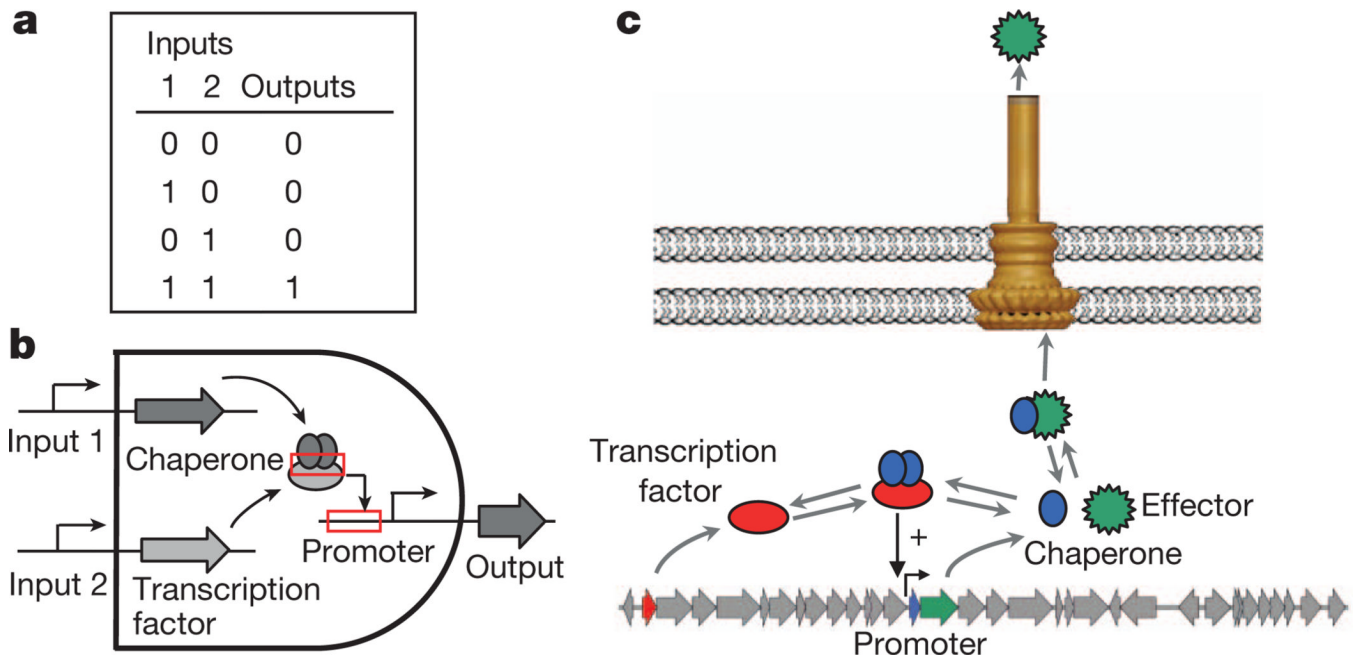 a
Inputs
1 2 Outputs
0 0 0
1 0 0
0 1 0
1 1 1
b
Input 1
Chaperone
Input 2
Transcription
factor
Promoter
Output
c
Transcription
factor
+
Effector
Chaperone
Promoter